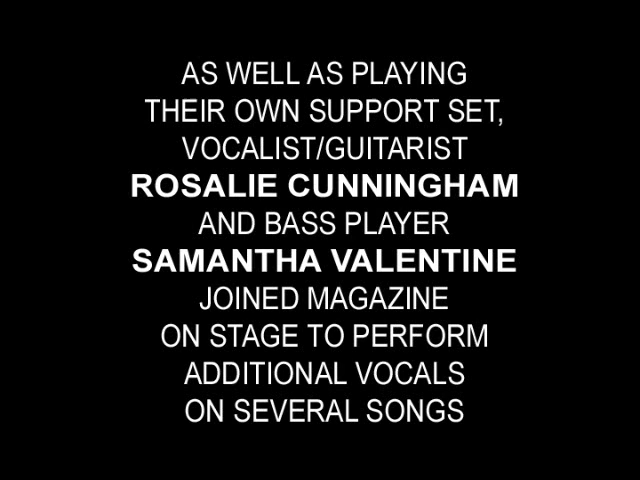 AS WELL AS PLAYING
THEIR OWN SUPPORT SET,
VOCALIST/GUITARIST
ROSALIE CUNNINGHAM
AND BASS PLAYER
SAMANTHA VALENTINE
JOINED MAGAZINE
ON STAGE TO PERFORM
ADDITIONAL VOCALS
ON SEVERAL SONGS